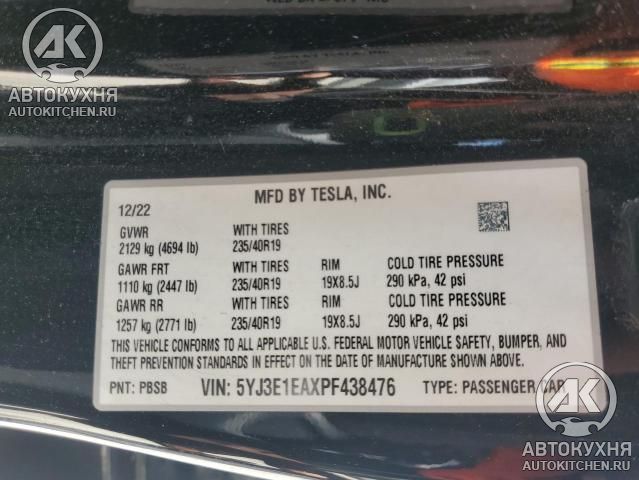 AK
АВТОКУХНЯ
AUTOKITCHEN.RU
MFD BY TESLA, INC.
12/22
GVWR WITH TIRES
2129 kg (4694 lb) 235/40R19
GAWR FRT WITH TIRES RIM COLD TIRE PRESSURE
1110 kg (2447 lb) 235/40R19 19X8.5J 290 kPa, 42 psi
GAWR RR WITH TIRES RIM COLD TIRE PRESSURE
1257 kg (2771 lb) 235/40R19 19X8.5J 290 kPa, 42 psi
THIS VEHICLE CONFORMS TO ALL APPLICABLE U.S. FEDERAL MOTOR VEHICLE SAFETY, BUMPER, AND
THEFT PREVENTION STANDARDS IN EFFECT ON THE DATE OF MANUFACTURE SHOWN ABOVE.
PNT: PBSB VIN: 5YJ3E1EAXPF438476 TYPE: PASSENGER CAR
AK
АВТОКУХНЯ
AUTOKITCHEN.RU